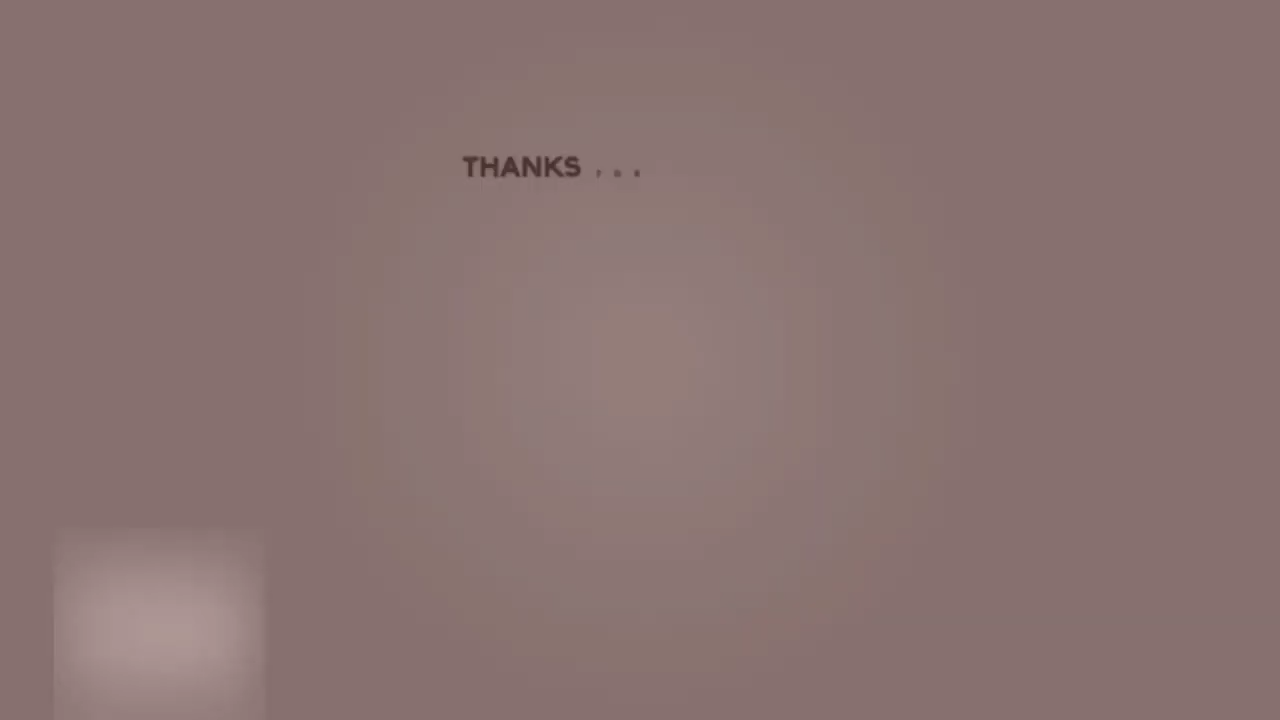 THANKS . . .